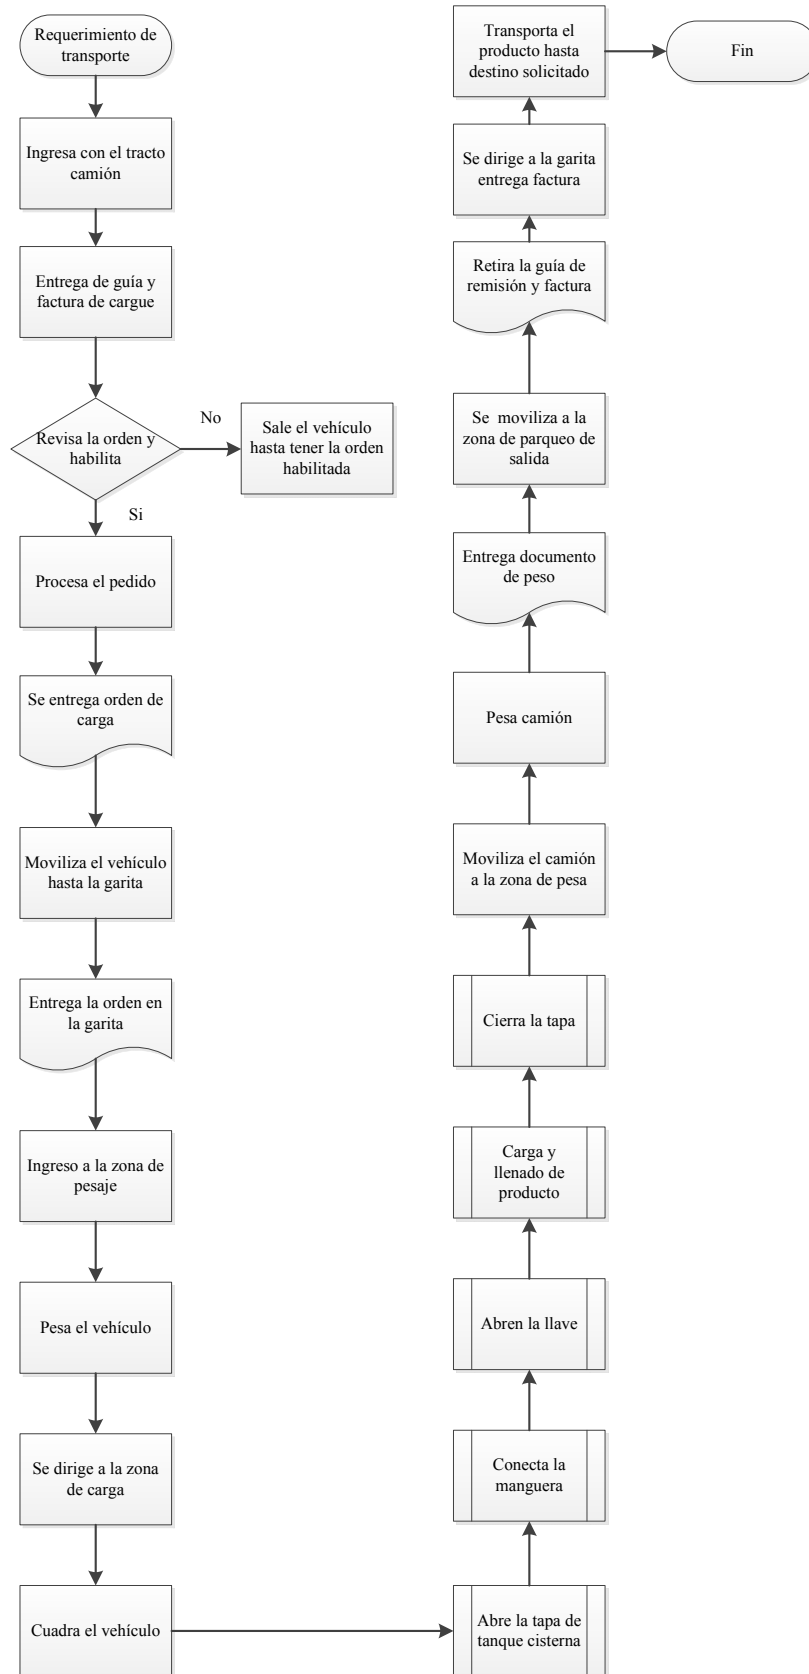 Requerimiento de
transporte
Ingresa con el tracto
camión
Entrega de guía y
factura de cargue
Revisa la orden y
habilita
No
Sale el vehículo
hasta tener la orden
habilitada
Si
Procesa el pedido
Se entrega orden de
carga
Moviliza el vehículo
hasta la garita
Entrega la orden en
la garita
Ingreso a la zona de
pesaje
Pesa el vehículo
Se dirige a la zona
de carga
Cuadra el vehículo
Abre la tapa de
tanque cisterna
Conecta la
manguera
Abren la llave
Carga y
llenado de
producto
Cierra la tapa
Moviliza el camión
a la zona de pesa
Pesa camión
Entrega documento
de peso
Se moviliza a la
zona de parqueo de
salida
Retira la guía de
remisión y factura
Se dirige a la garita
entrega factura
Transporta el
producto hasta
destino solicitado
Fin